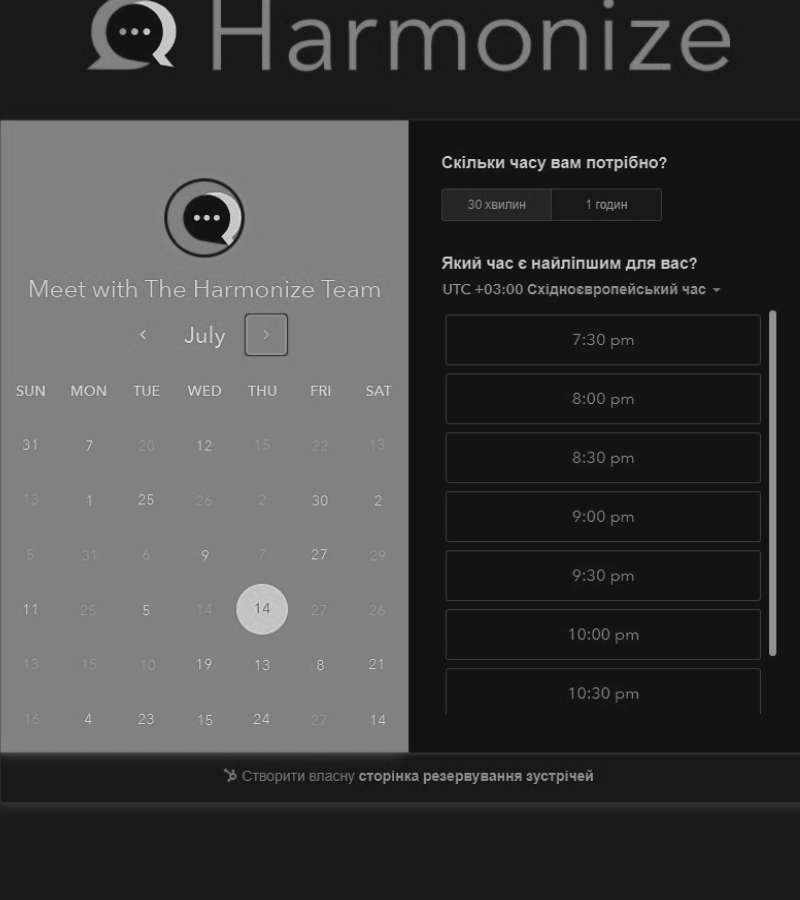 Harmonize
Meet with The Harmonize Team
July
SUN MON TUE WED THU FRI SAT
31 7 20 12 15 22 13
13 1 25 26 2 30 2
5 31 6 9 7 27 29
11 25 5 14 14 27 26
13 15 10 19 13 8 21
16 4 23 15 24 27 14
Скільки часу вам потрібно?
30 хвилин 1 годин
Який час є найліпшим для вас?
UTC +03:00 Східноєвропейський час
7:30 pm
8:00 pm
8:30 pm
9:00 pm
9:30 pm
10:00 pm
10:30 pm
Створити власну сторінка резервування зустрічей